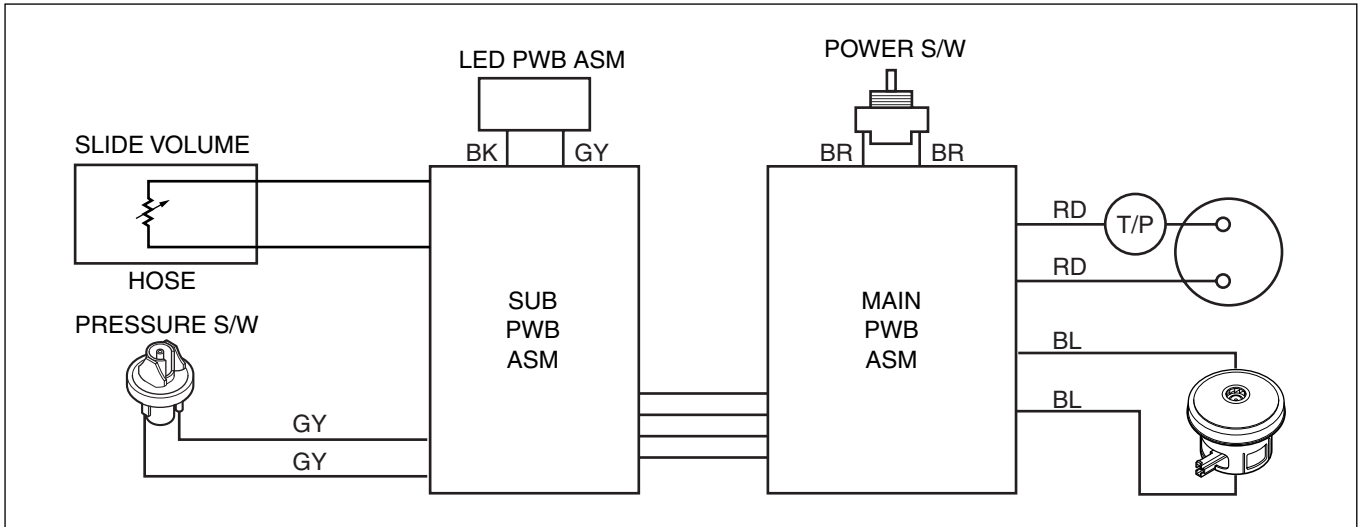 LED PWB ASM
POWER S/W
SLIDE VOLUME
BK GY
BR BR
HOSE
PRESSURE S/W
GY
GY
SUB
PWB
ASM
MAIN
PWB
ASM
RD
T/P
RD
BL
BL